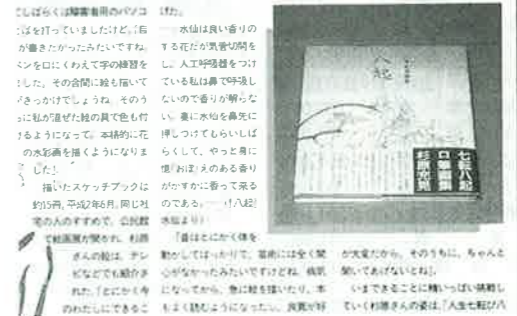 てしばらくは障害者用のパソコ
を打っていましたけど、「
が書きたかったみたいですね。
ペンを口にくわえて字の練習を
した。その合間に絵も描いて
きっかけでしょうね。そのう
に私が混ぜた絵の具で色も付
けるようになって。本格的に花
の水彩画を描くようになりま
した」。
描いたスケッチブックは
約15冊。平成2年6月、同じ社
宅の人のすすめで、公民館
で絵画展が開かれ、杉原
さんの絵は、テレ
ビなどでも紹介さ
れた。「とにかく今
のわたしにできるこ
げた。
水仙は良い香りの
する花だが気管切開を
し、人工呼吸器をつけ
ている私は鼻で呼吸し
ないので香りが解らな
い。妻に水仙を鼻先に
押しつけてもらいしば
らくして、やっと鼻に
憶(おぼ)えのある香り
がかすかに香って来る
のである。(「八起」
水仙より)
「昔はとにかく体を
動かしてばっかりで、芸術には全く関
心がなかったみたいですけどね。病気
になってから、急に絵を描いたり、本
もよく読むようになったし。良寛が好
八起
七転八起
口筆画集
杉原充晃
が大変だから、そのうちに、ちゃんと
聞いてあげないとね」。
いまできることに精いっぱい挑戦し
ていく杉原さんの姿は、「人生七転び八